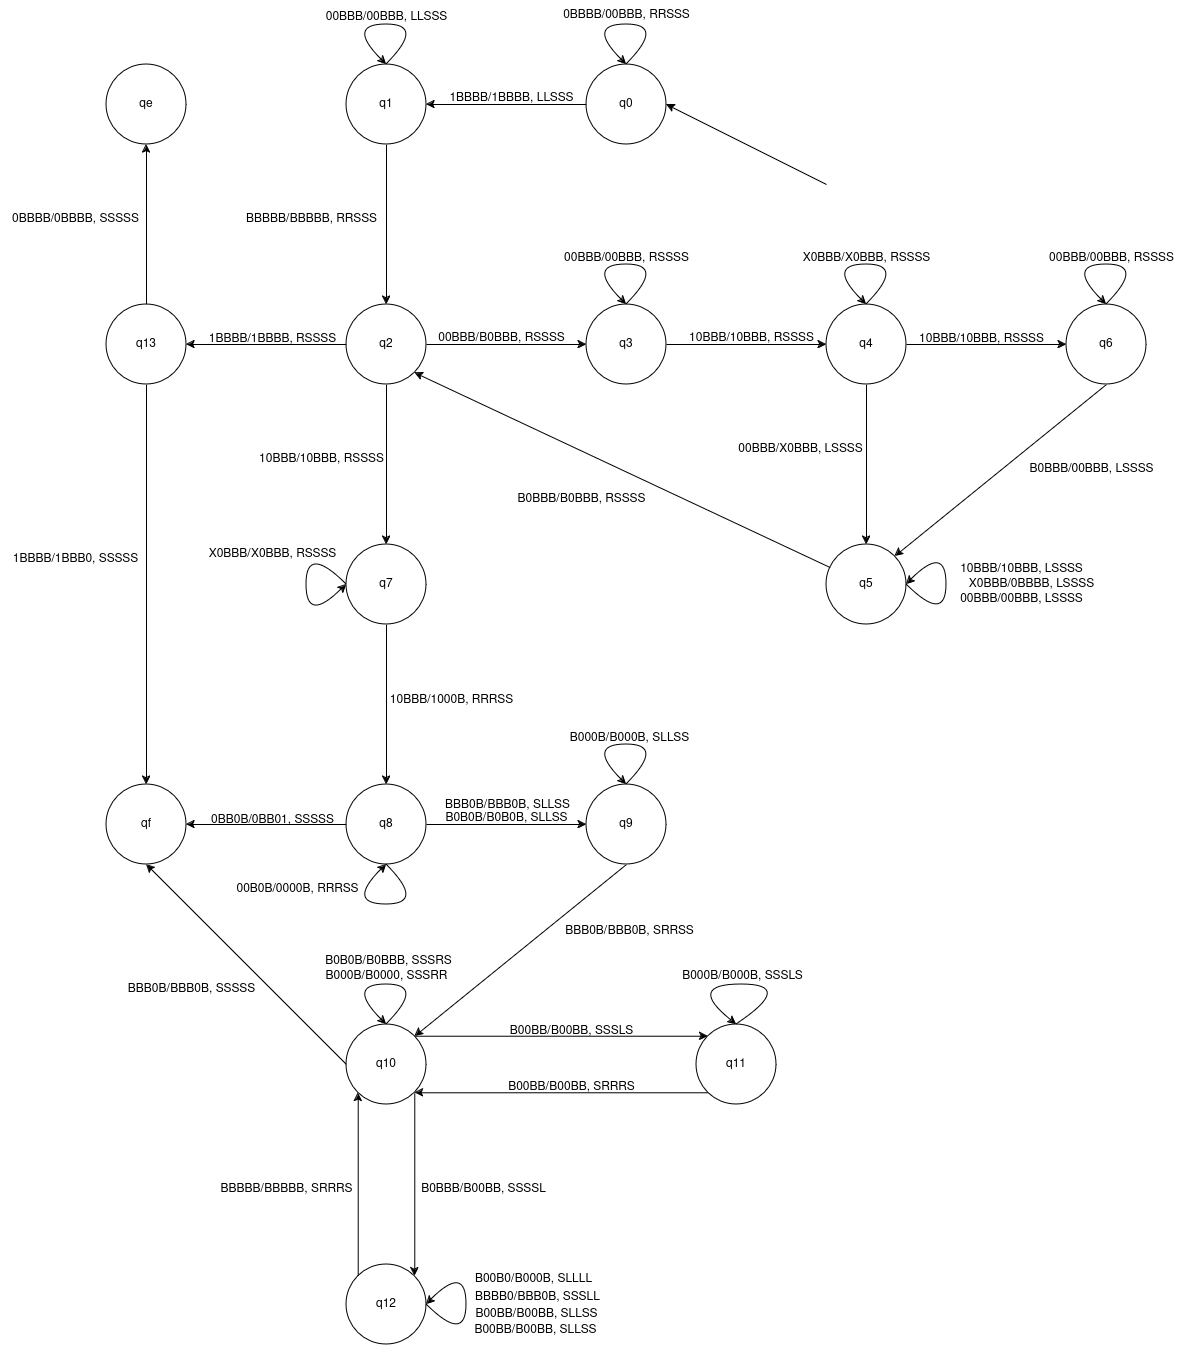 00BBB/00BBB, LLSSS
0BBBB/00BBB, RRSSS
qe
q1
1BBBB/1BBBB, LLSSS
q0
0BBBB/0BBBB, SSSSS
BBBBB/BBBBB, RRSSS
00BBB/00BBB, RSSSS
X0BBB/X0BBB, RSSSS
00BBB/00BBB, RSSSS
q13
1BBBB/1BBBB, RSSSS
q2
00BBB/B0BBB, RSSSS
q3
10BBB/10BBB, RSSSS
q4
10BBB/10BBB, RSSSS
q6
10BBB/10BBB, RSSSS
00BBB/X0BBB, LSSSS
B0BBB/00BBB, LSSSS
B0BBB/B0BBB, RSSSS
1BBBB/1BBB0, SSSSS
X0BBB/X0BBB, RSSSS
q7
q5
10BBB/10BBB, LSSSS
X0BBB/0BBBB, LSSSS
00BBB/00BBB, LSSSS
10BBB/1000B, RRRSS
B000B/B000B, SLLSS
qf
0BB0B/0BB01, SSSSS
q8
BBB0B/BBB0B, SLLSS
B0B0B/B0B0B, SLLSS
q9
00B0B/0000B, RRRSS
BBB0B/BBB0B, SRRSS
BBB0B/BBB0B, SSSSS
B0B0B/B0BBB, SSSRS
B000B/B0000, SSSRR
B000B/B000B, SSSLS
q10
B00BB/B00BB, SSSLS
B00BB/B00BB, SRRRS
q11
BBBBB/BBBBB, SRRRS
B0BBB/B00BB, SSSSL
q12
B00B0/B000B, SLLLL
BBBB0/BBB0B, SSSLL
B00BB/B00BB, SLLSS
B00BB/B00BB, SLLSS